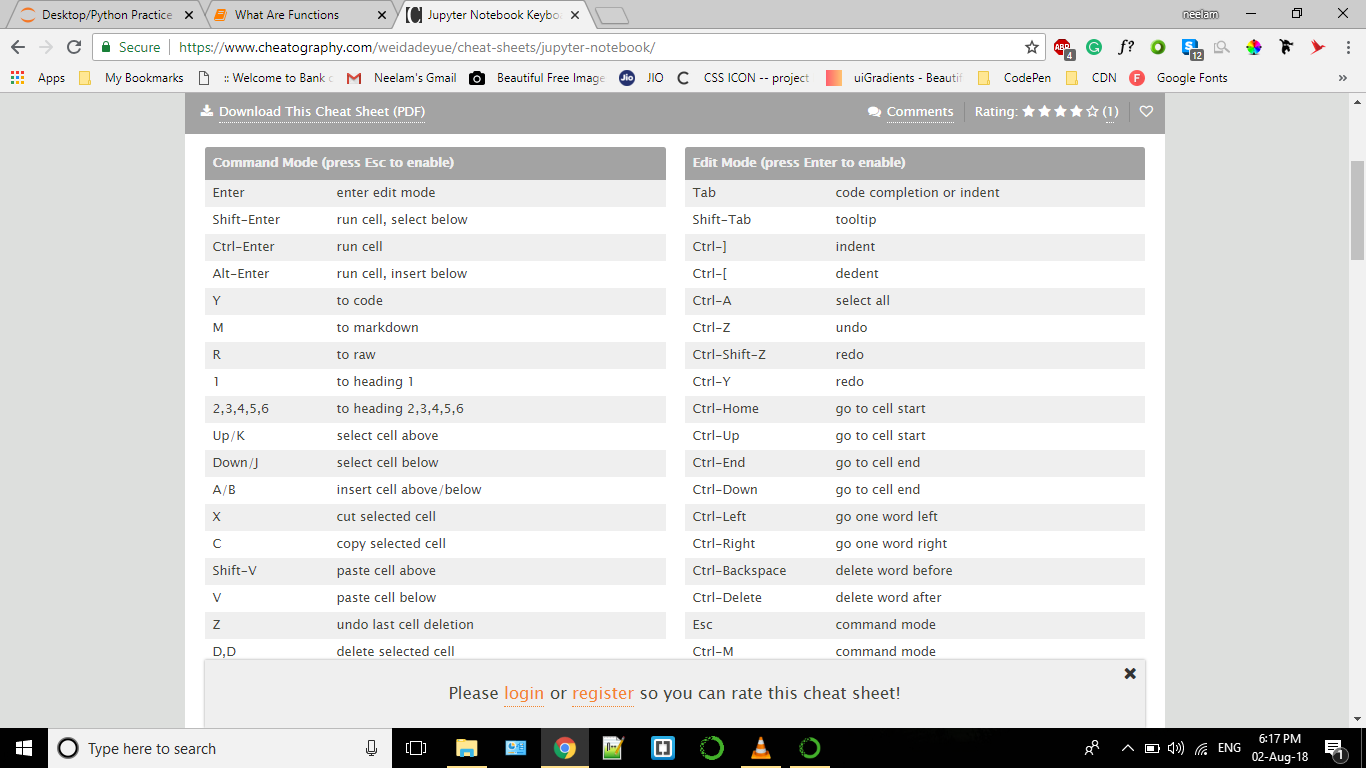 Desktop/Python Practice
What Are Functions
Jupyter Notebook Keybo
neelam
Secure
https://www.cheatography.com/weidadeyue/cheat-sheets/jupyter-notebook/
ABP 4
f?
12
Apps
My Bookmarks
:: Welcome to Bank o
Neelam's Gmail
Beautiful Free Image
Jio JIO
CSS ICON -- project
uiGradients - Beautif
CodePen
CDN
F Google Fonts
»
Download This Cheat Sheet (PDF)
Comments
Rating: (1)
Command Mode (press Esc to enable)
Enter enter edit mode
Shift-Enter run cell, select below
Ctrl-Enter run cell
Alt-Enter run cell, insert below
Y to code
M to markdown
R to raw
1 to heading 1
2,3,4,5,6 to heading 2,3,4,5,6
Up/K select cell above
Down/J select cell below
A/B insert cell above/below
X cut selected cell
C copy selected cell
Shift-V paste cell above
V paste cell below
Z undo last cell deletion
D,D delete selected cell
Edit Mode (press Enter to enable)
Tab code completion or indent
Shift-Tab tooltip
Ctrl-] indent
Ctrl-[ dedent
Ctrl-A select all
Ctrl-Z undo
Ctrl-Shift-Z redo
Ctrl-Y redo
Ctrl-Home go to cell start
Ctrl-Up go to cell start
Ctrl-End go to cell end
Ctrl-Down go to cell end
Ctrl-Left go one word left
Ctrl-Right go one word right
Ctrl-Backspace delete word before
Ctrl-Delete delete word after
Esc command mode
Ctrl-M command mode
Please login or register so you can rate this cheat sheet!
Type here to search
ENG
6:17 PM
02-Aug-18
1